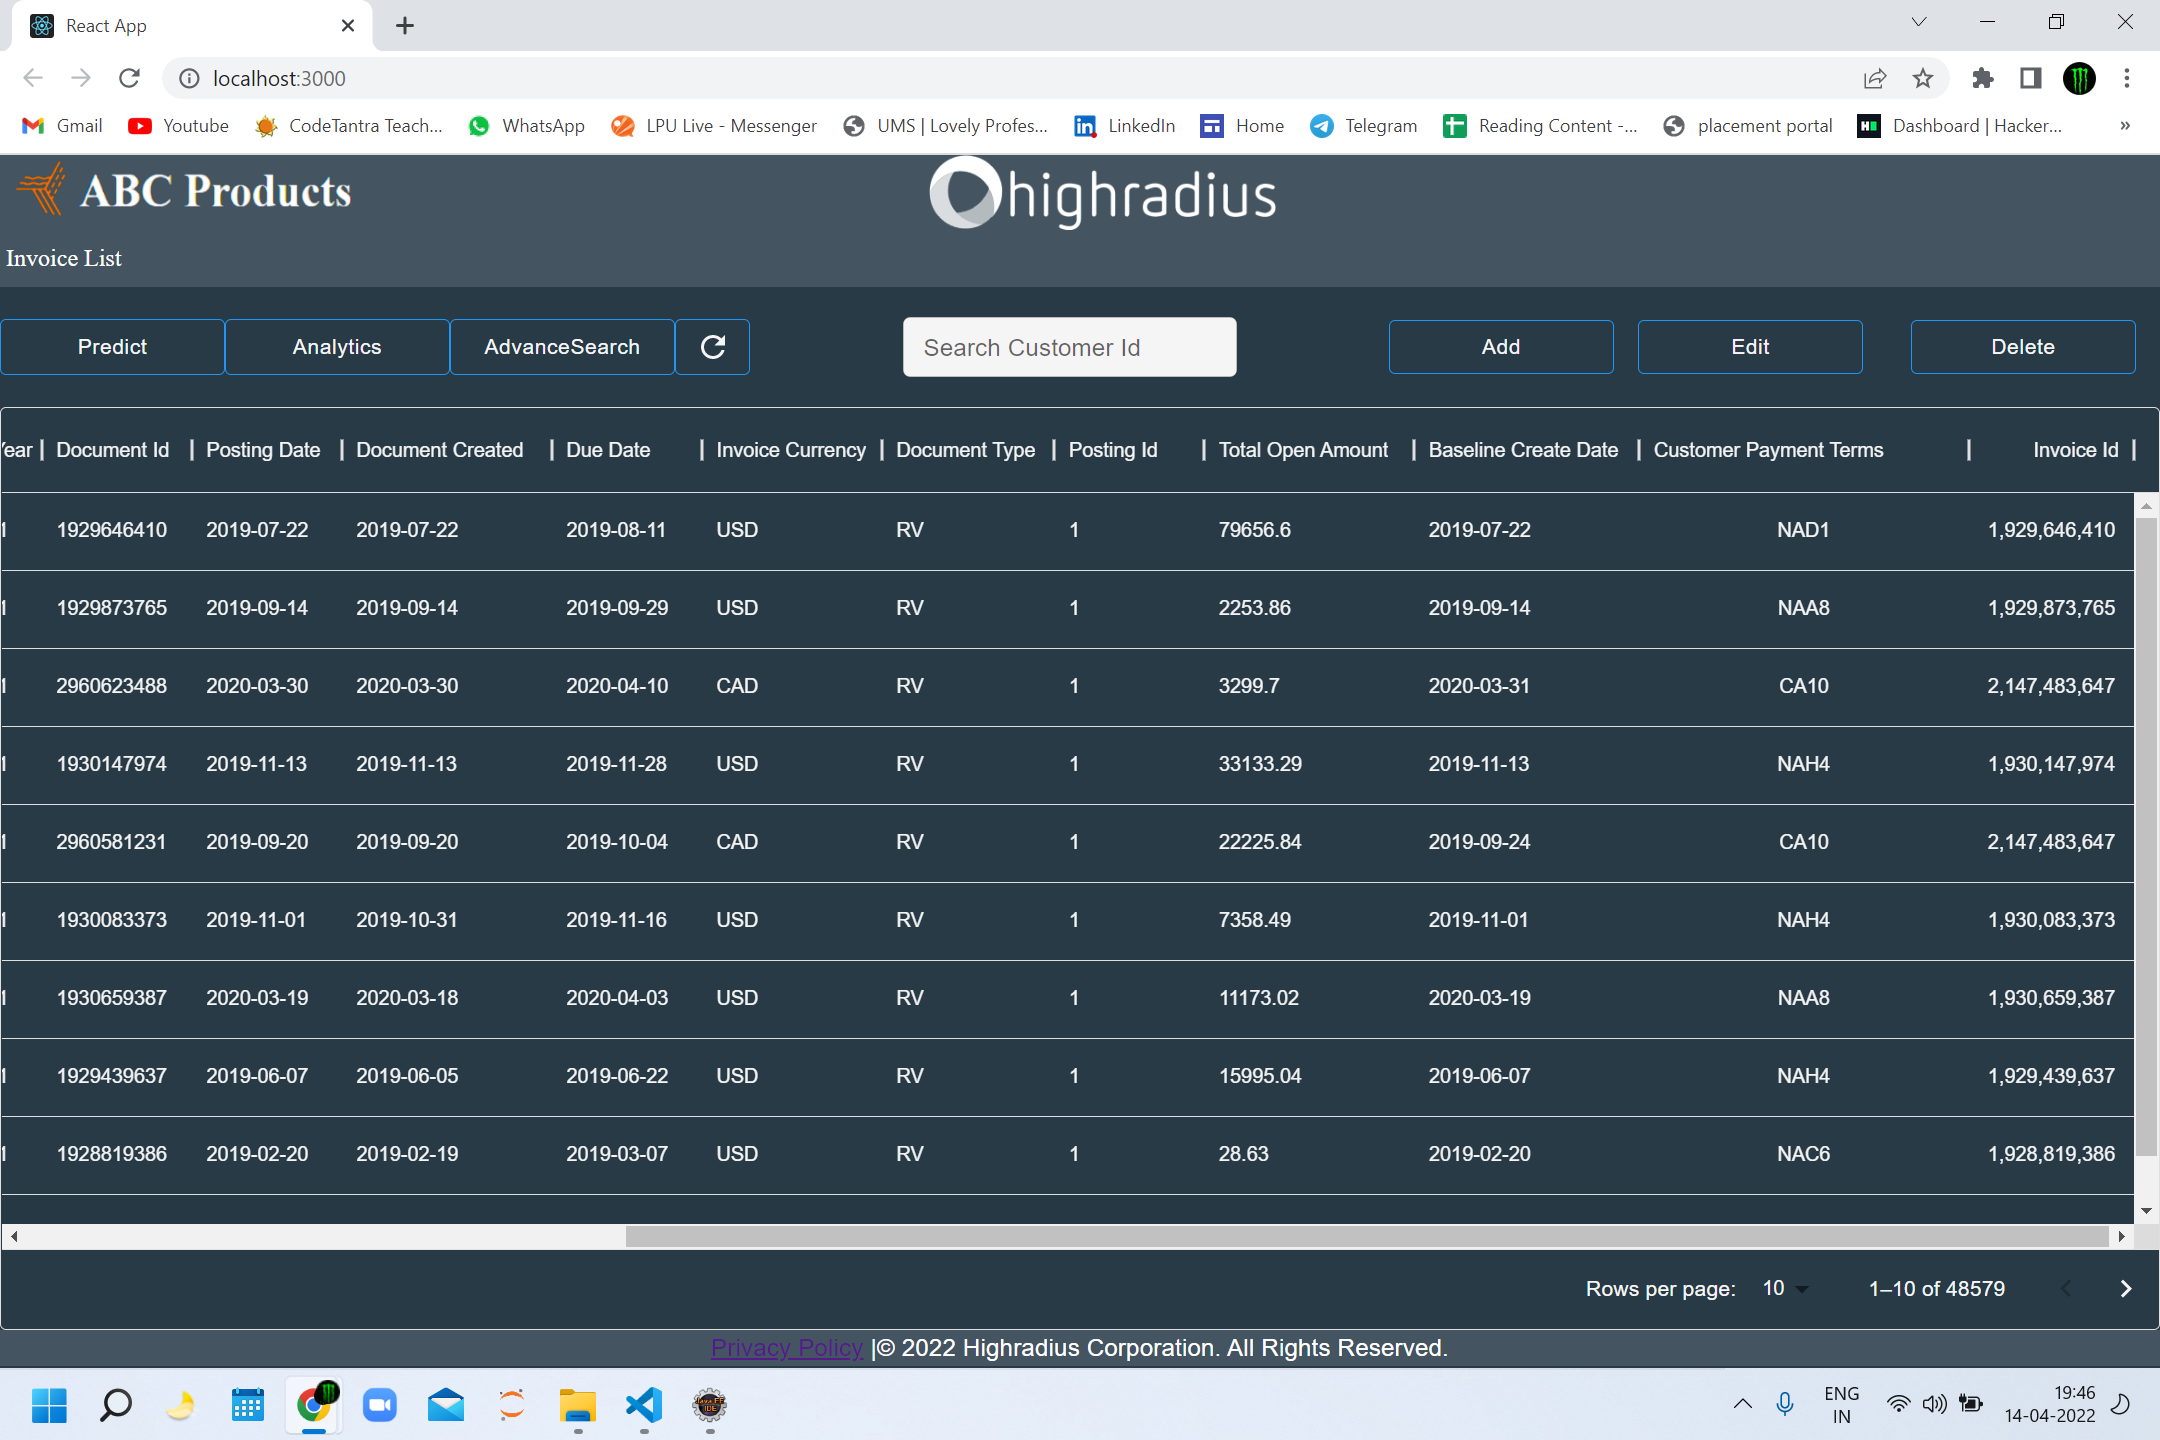 React App
localhost:3000
Gmail Youtube CodeTantra Teach... WhatsApp LPU Live - Messenger UMS | Lovely Profes... LinkedIn Home Telegram Reading Content -... placement portal Dashboard | Hacker... »
ABC Products highradius
Invoice List
Predict Analytics AdvanceSearch Search Customer Id Add Edit Delete
ear Document Id Posting Date Document Created Due Date Invoice Currency Document Type Posting Id Total Open Amount Baseline Create Date Customer Payment Terms Invoice Id
1 1929646410 2019-07-22 2019-07-22 2019-08-11 USD RV 1 79656.6 2019-07-22 NAD1 1,929,646,410
1 1929873765 2019-09-14 2019-09-14 2019-09-29 USD RV 1 2253.86 2019-09-14 NAA8 1,929,873,765
1 2960623488 2020-03-30 2020-03-30 2020-04-10 CAD RV 1 3299.7 2020-03-31 CA10 2,147,483,647
1 1930147974 2019-11-13 2019-11-13 2019-11-28 USD RV 1 33133.29 2019-11-13 NAH4 1,930,147,974
1 2960581231 2019-09-20 2019-09-20 2019-10-04 CAD RV 1 22225.84 2019-09-24 CA10 2,147,483,647
1 1930083373 2019-11-01 2019-10-31 2019-11-16 USD RV 1 7358.49 2019-11-01 NAH4 1,930,083,373
1 1930659387 2020-03-19 2020-03-18 2020-04-03 USD RV 1 11173.02 2020-03-19 NAA8 1,930,659,387
1 1929439637 2019-06-07 2019-06-05 2019-06-22 USD RV 1 15995.04 2019-06-07 NAH4 1,929,439,637
1 1928819386 2019-02-20 2019-02-19 2019-03-07 USD RV 1 28.63 2019-02-20 NAC6 1,928,819,386
Rows per page: 10 1–10 of 48579
Privacy Policy |© 2022 Highradius Corporation. All Rights Reserved.
ENG 19:46
IN 14-04-2022